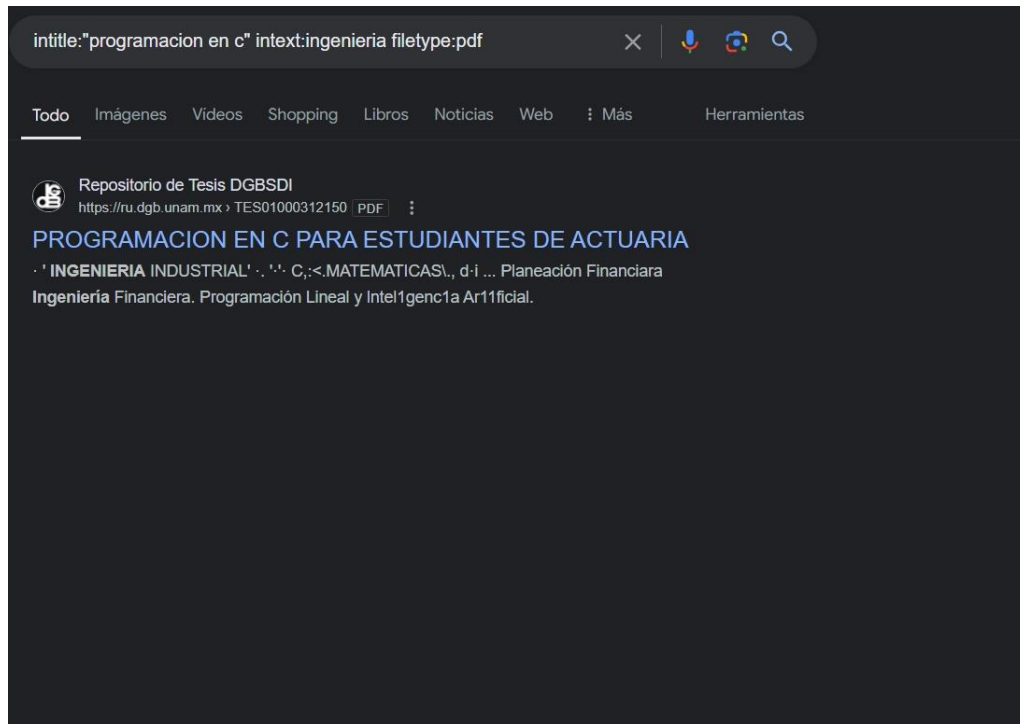 intitle:"programacion en c" intext:ingenieria filetype:pdf
Todo Imágenes Vídeos Shopping Libros Noticias Web Más Herramientas
Repositorio de Tesis DGBSDI
https://ru.dgb.unam.mx › TES01000312150 PDF
PROGRAMACION EN C PARA ESTUDIANTES DE ACTUARIA
· ' INGENIERIA INDUSTRIAL' ·. '·'· C,:<.MATEMATICAS\., d·i ... Planeación Financiara
Ingeniería Financiera. Programación Lineal y Intel1genc1a Ar11ficial.